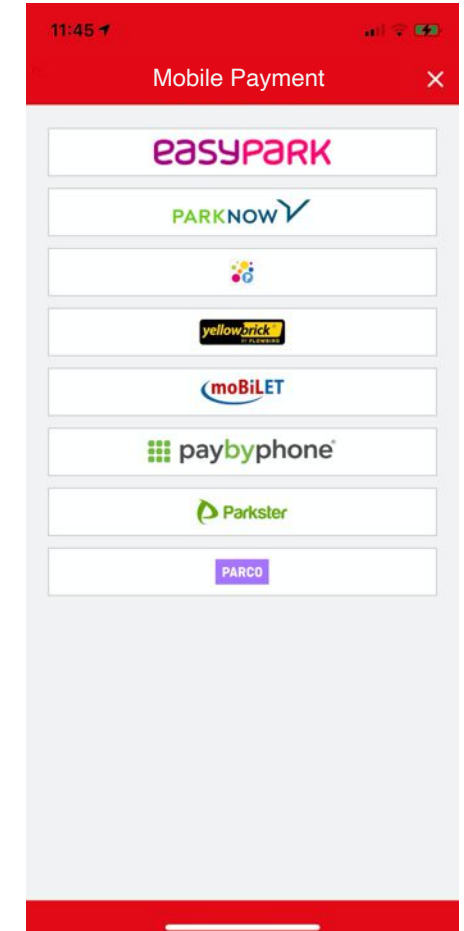 11:45
Mobile Payment
easypark
PARKNOW
P
yellowbrick
BY FLOWBIRD
moBiLET
paybyphone
Parkster
PARCO